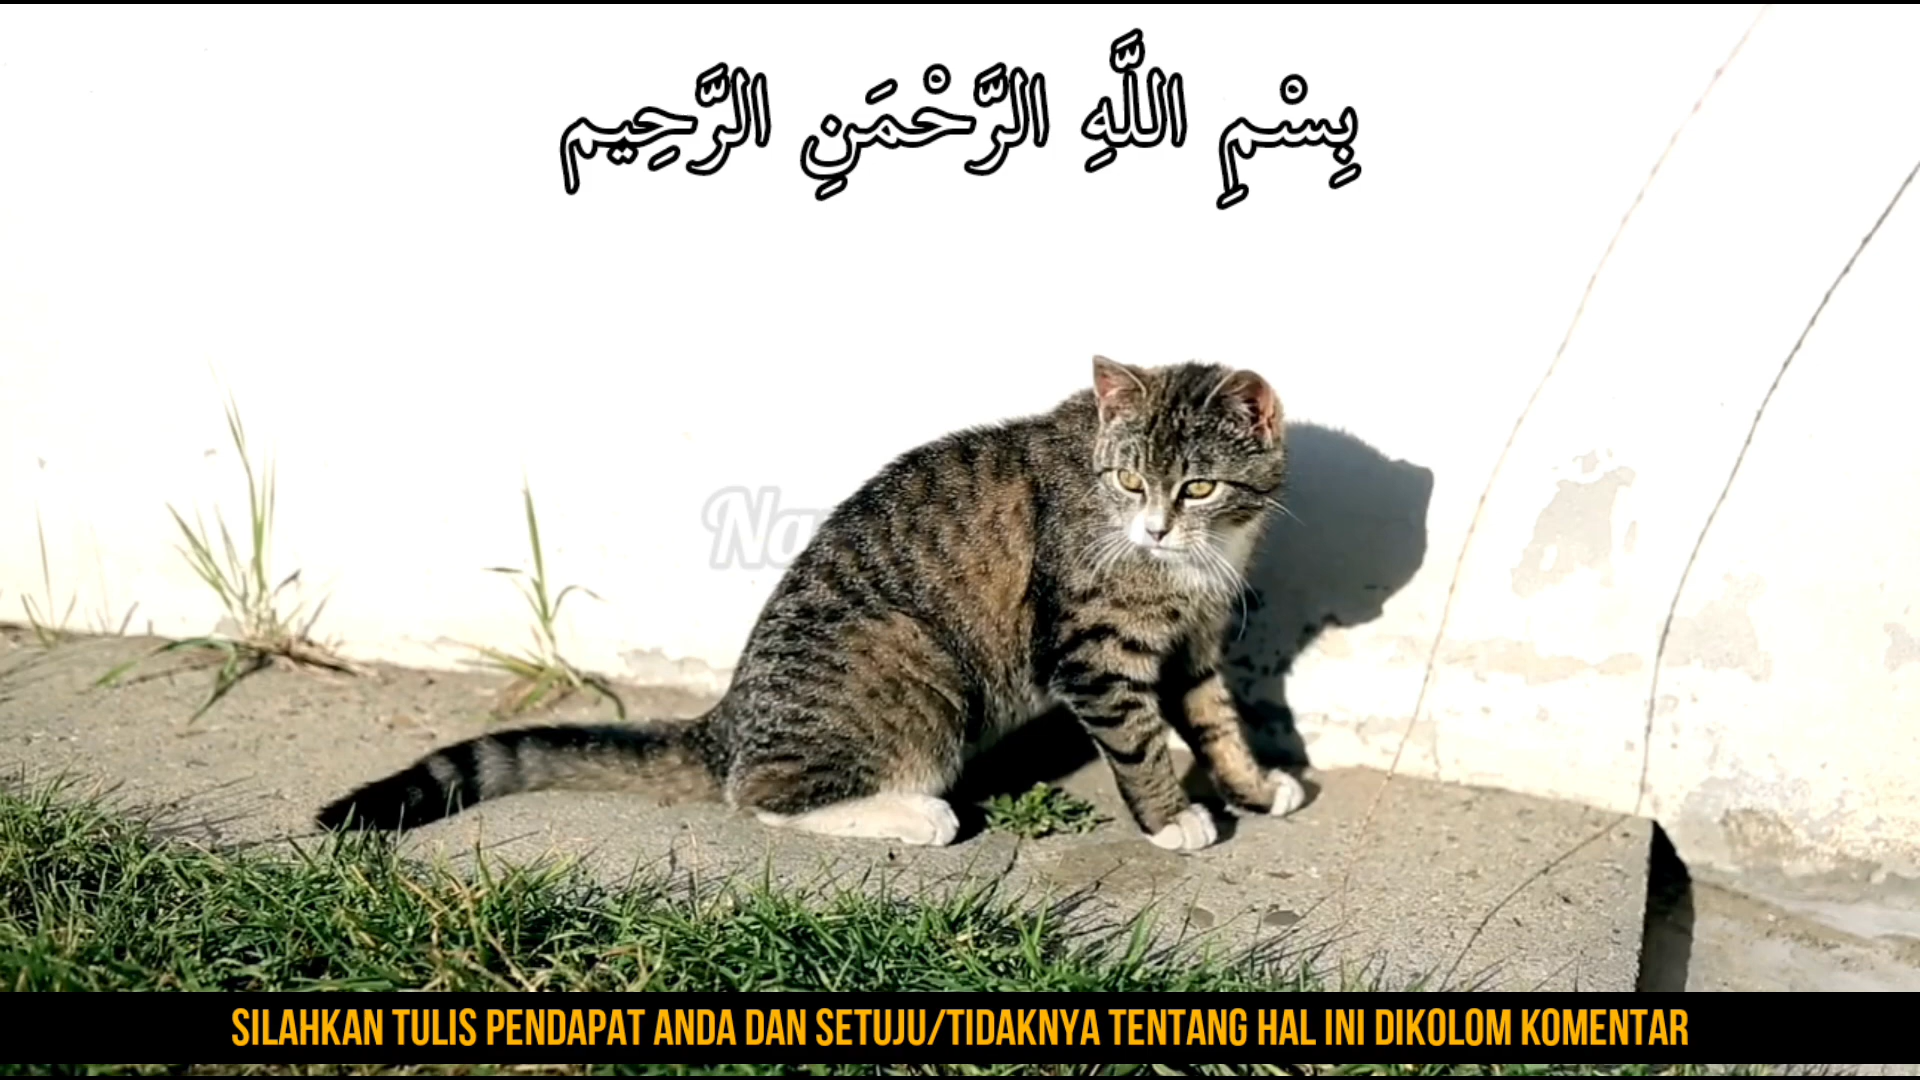 بِسْمِ اللَّهِ الرَّحْمَنِ الرَّحِيم
SILAHKAN TULIS PENDAPAT ANDA DAN SETUJU/TIDAKNYA TENTANG HAL INI DIKOLOM KOMENTAR